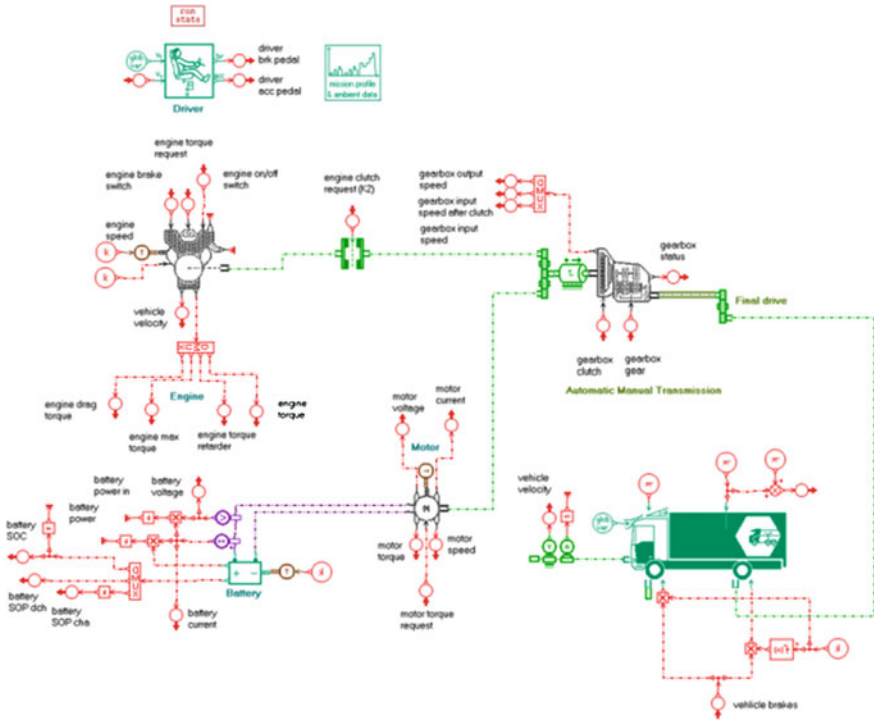 run
stats
driver
brk pedal
driver
acc pedal
Driver
mission profile
& ambient data
engine torque
request
engine brake
switch
engine on/off
switch
engine
speed
engine clutch
request (K2)
gearbox output
speed
gearbox input
speed after clutch
gearbox input
speed
gearbox
status
Final drive
vehicle
velocity
gearbox
clutch
gearbox
gear
Automatic Manual Transmission
Engine
engine drag
torque
engine max
torque
engine torque
retarder
engine
torque
motor
voltage
motor
current
Motor
M
battery
power in
battery
voltage
battery
power
battery
SOC
battery
SOP dch
battery
SOP cha
Battery
battery
current
motor
torque
motor
speed
motor torque
request
vehicle
velocity
vehlicle brakes